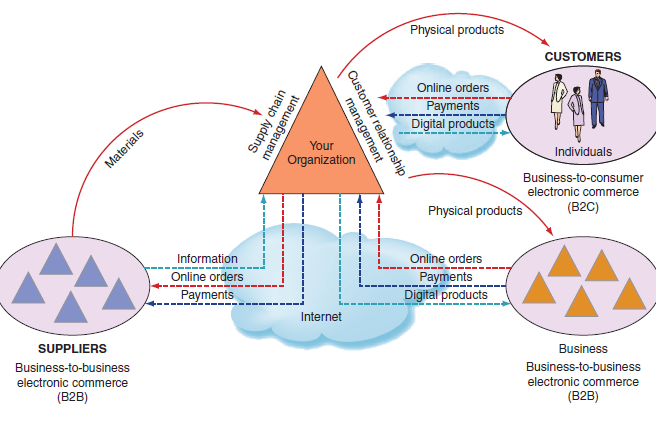 Physical products
CUSTOMERS
Online orders
Payments
Digital products
Supply chain
management
Customer relationship
management
Materials
Your
Organization
Individuals
Business-to-consumer
electronic commerce
(B2C)
Physical products
Information
Online orders
Payments
Internet
Online orders
Payments
Digital products
SUPPLIERS
Business-to-business
electronic commerce
(B2B)
Business
Business-to-business
electronic commerce
(B2B)